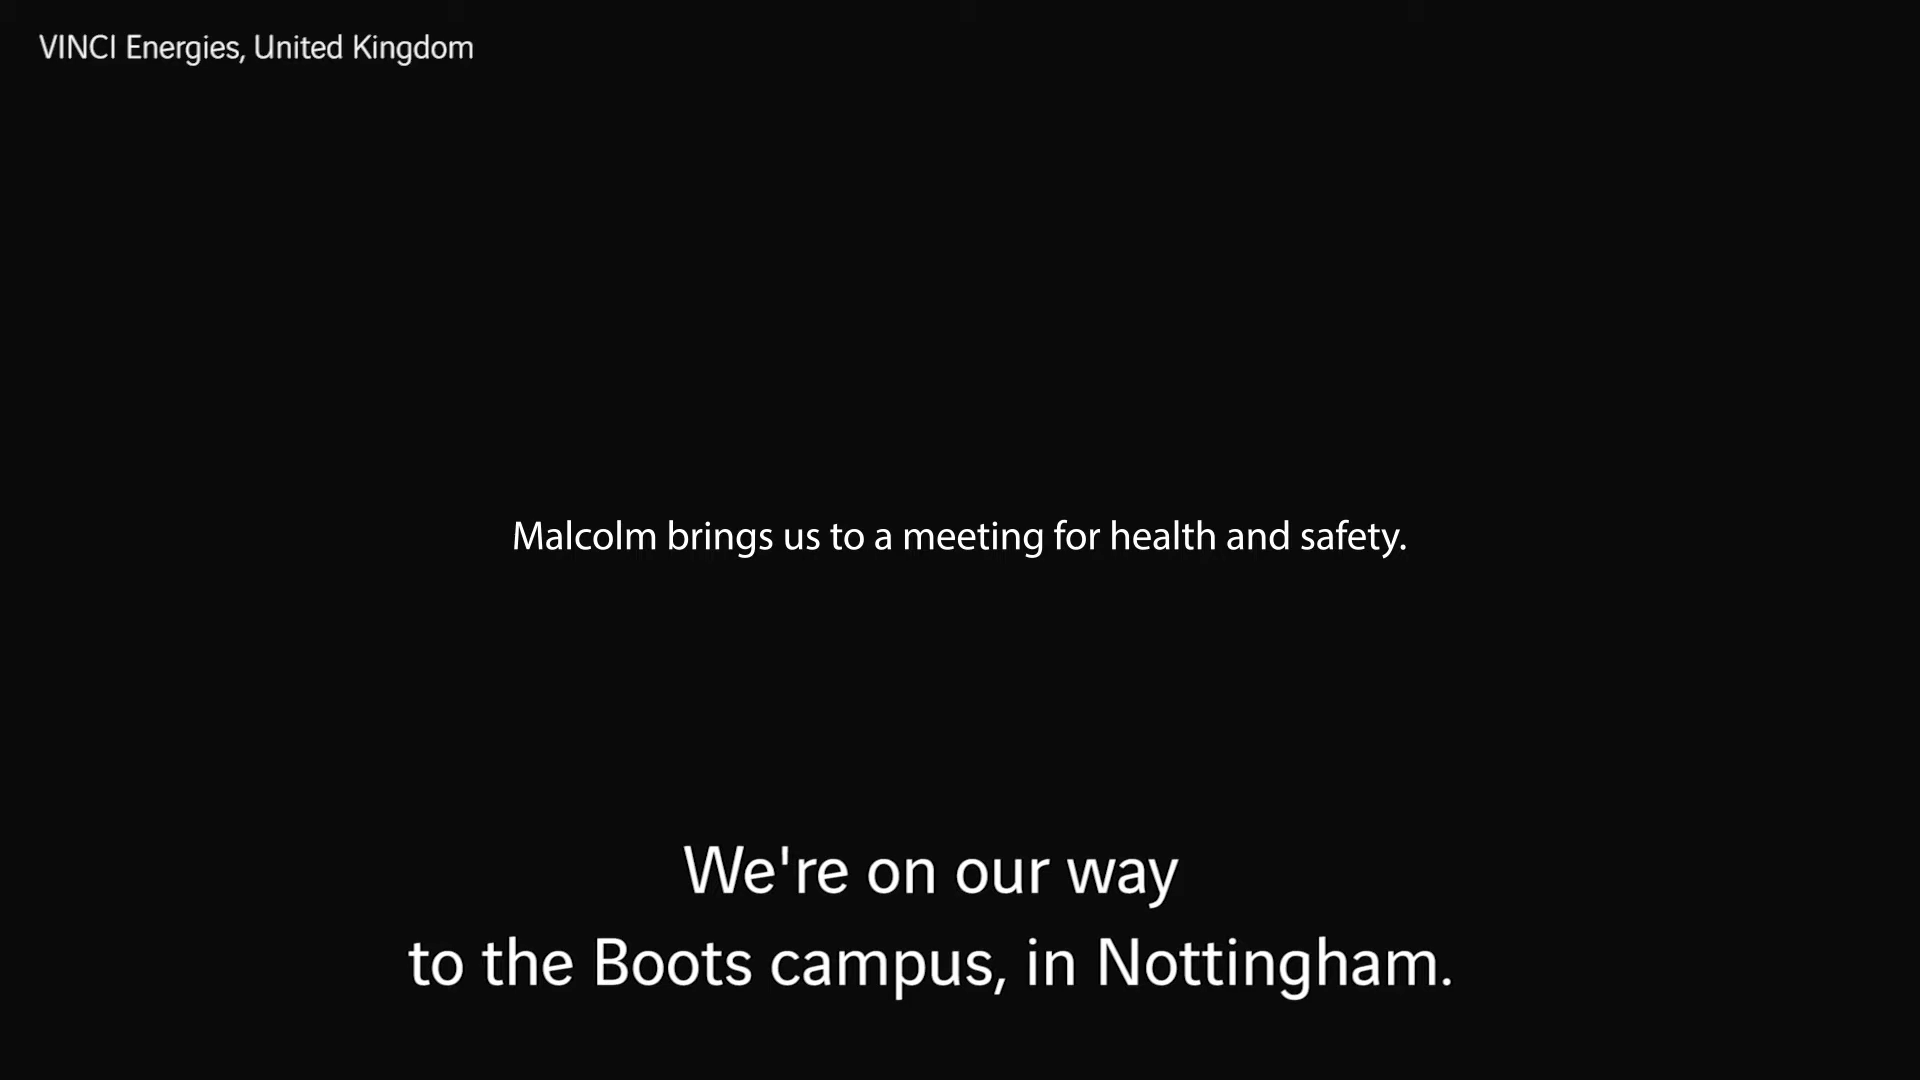 VINCI Energies, United Kingdom
Malcolm brings us to a meeting for health and safety.
We're on our way
to the Boots campus, in Nottingham.